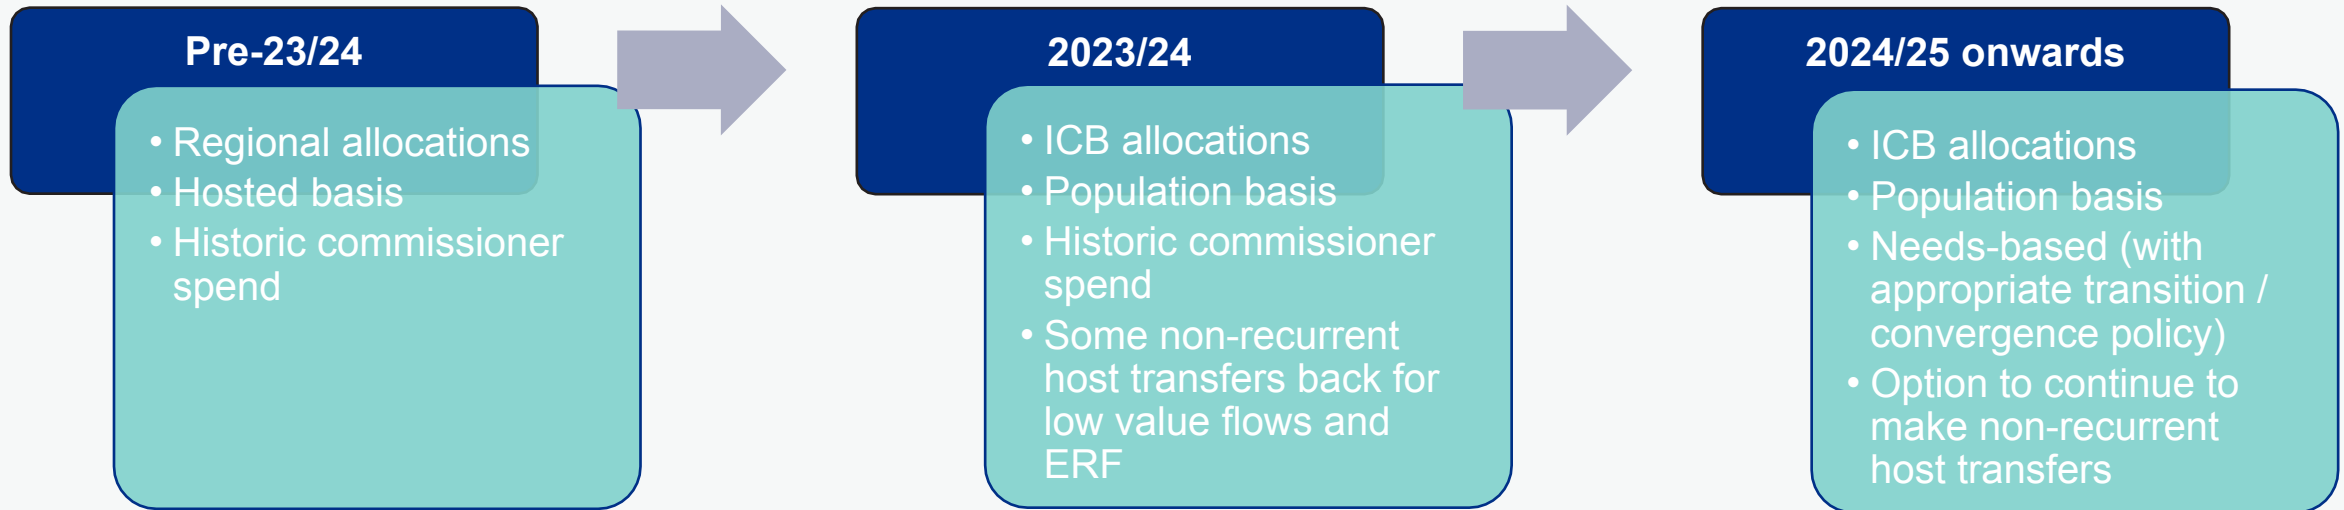 Pre-23/24
• Regional allocations
• Hosted basis
• Historic commissioner
spend
2023/24
• ICB allocations
• Population basis
• Historic commissioner
spend
• Some non-recurrent
host transfers back for
low value flows and
ERF
2024/25 onwards
• ICB allocations
• Population basis
• Needs-based (with
appropriate transition /
convergence policy)
• Option to continue to
make non-recurrent
host transfers